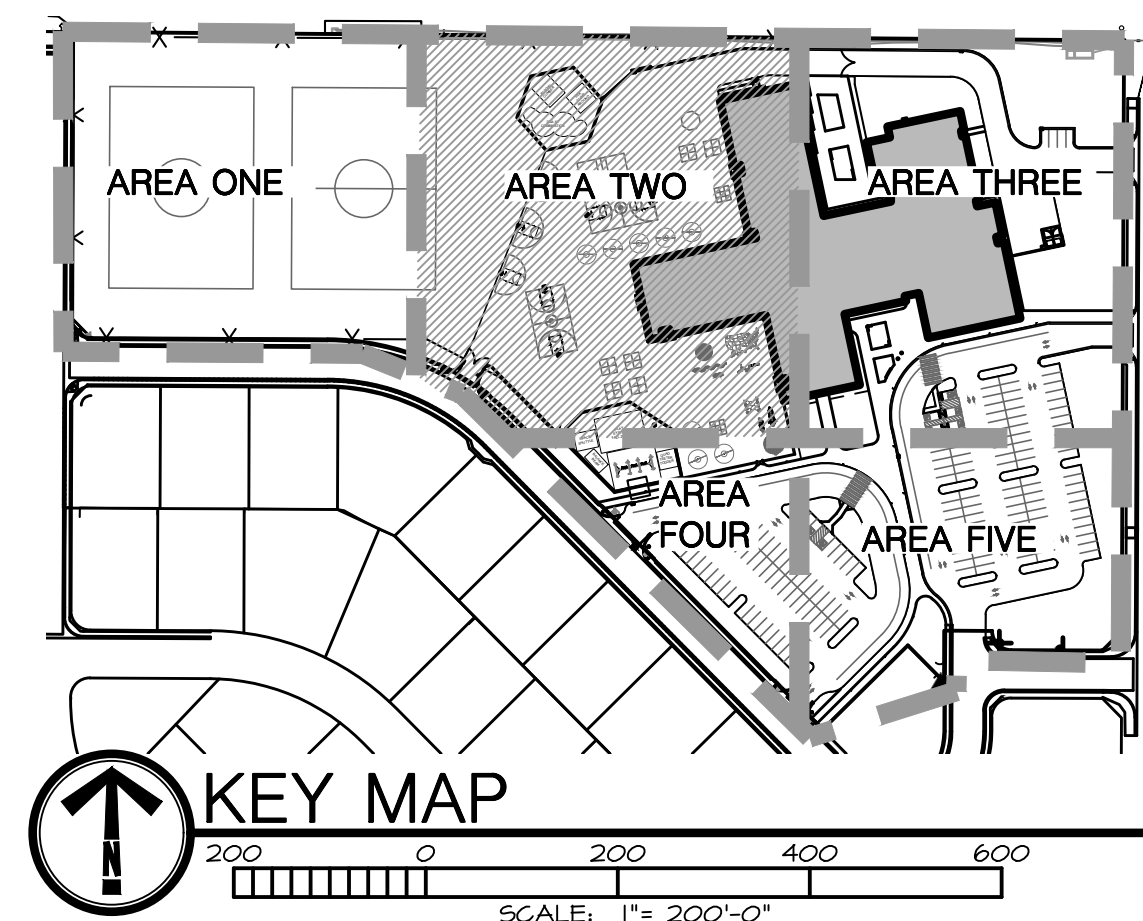 AREA ONE
AREA TWO
AREA THREE
AREA
FOUR
AREA FIVE
N
KEY MAP
200 0 200 400 600
SCALE: 1"= 200'-0"